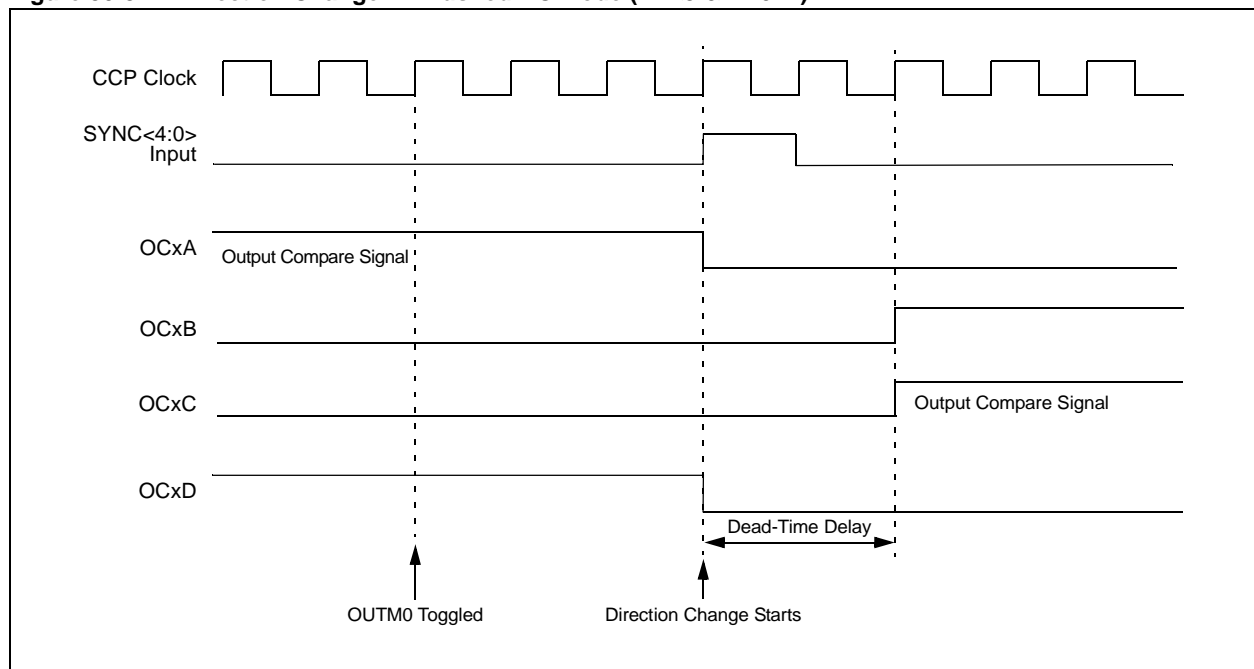 CCP Clock
SYNC<4:0>
Input
OCxA
Output Compare Signal
OCxB
OCxC
Output Compare Signal
OCxD
Dead-Time Delay
OUTM0 Toggled
Direction Change Starts